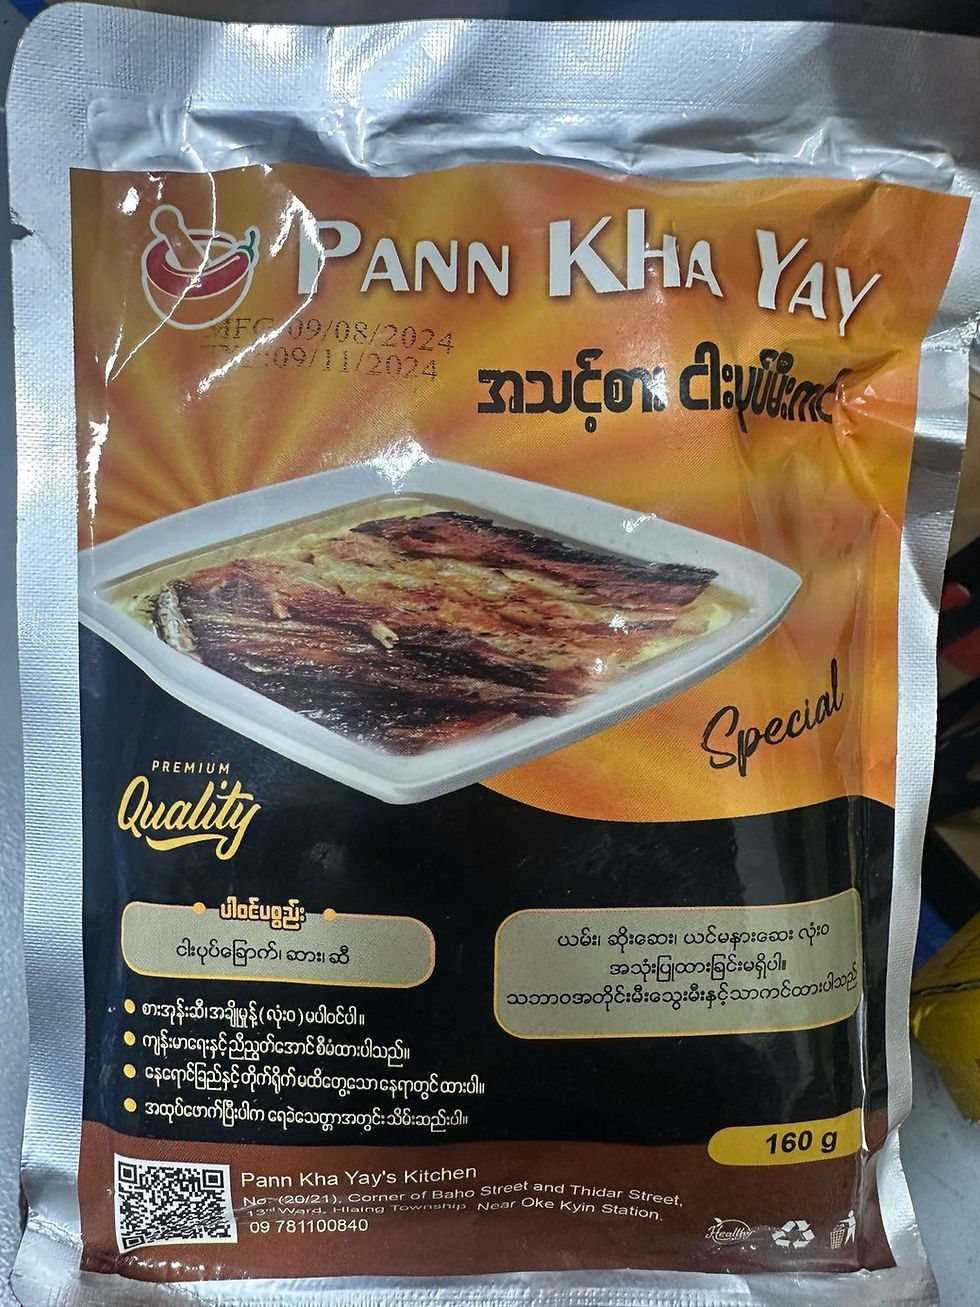 PANN KHA YAY
MFG:09/08/2024
:09/11/2024
အသင့်စား ငါးပုပ်မီးကင်
Special
PREMIUM
Quality
ပါဝင်ပစ္စည်း
ငါးပုပ်ခြောက်၊ ဆား၊ ဆီ
ယမ်း၊ ဆိုးဆေး၊ ယင်မနားဆေး လုံးဝ
အသုံးပြုထားခြင်းမရှိပါ။
သဘာဝအတိုင်းမီးသွေးမီးနှင့်သာကင်ထားပါသည်
စားအုန်းဆီ၊ အချိုမှုန့် ( လုံးဝ ) မပါဝင်ပါ။
ကျန်းမာရေးနှင့်ညီညွတ်အောင်စီမံထားပါသည်။
နေရောင်ခြည်နှင့်တိုက်ရိုက်မထိတွေ့သောနေရာတွင်ထားပါ။
အထုပ်ဖောက်ပြီးပါက ရေခဲသေတ္တာအတွင်းသိမ်းဆည်းပါ။
160 g
Pann Kha Yay's Kitchen
No. (20/21), Corner of Baho Street and Thidar Street,
13rd Ward, Hlaing Township, Near Oke Kyin Station.
09 781100840
Healthy